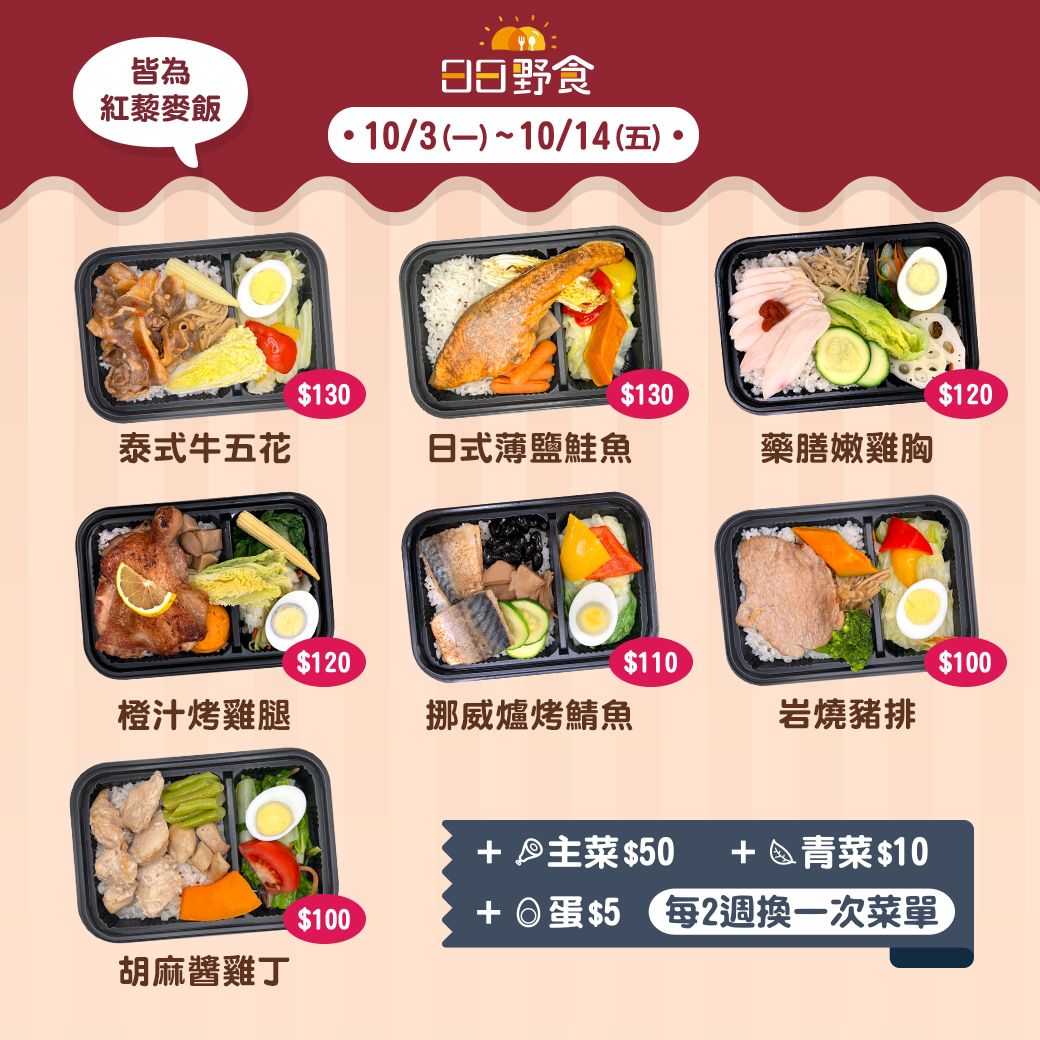 日日野食
皆為
紅藜麥飯
• 10/3(一)~10/14(五) •
$130
$130
$120
泰式牛五花
日式薄鹽鮭魚
藥膳嫩雞胸
$120
$110
$100
橙汁烤雞腿
挪威爐烤鯖魚
岩燒豬排
$100
胡麻醬雞丁
+ 主菜$50 + 青菜$10
+ 蛋$5 每2週換一次菜單